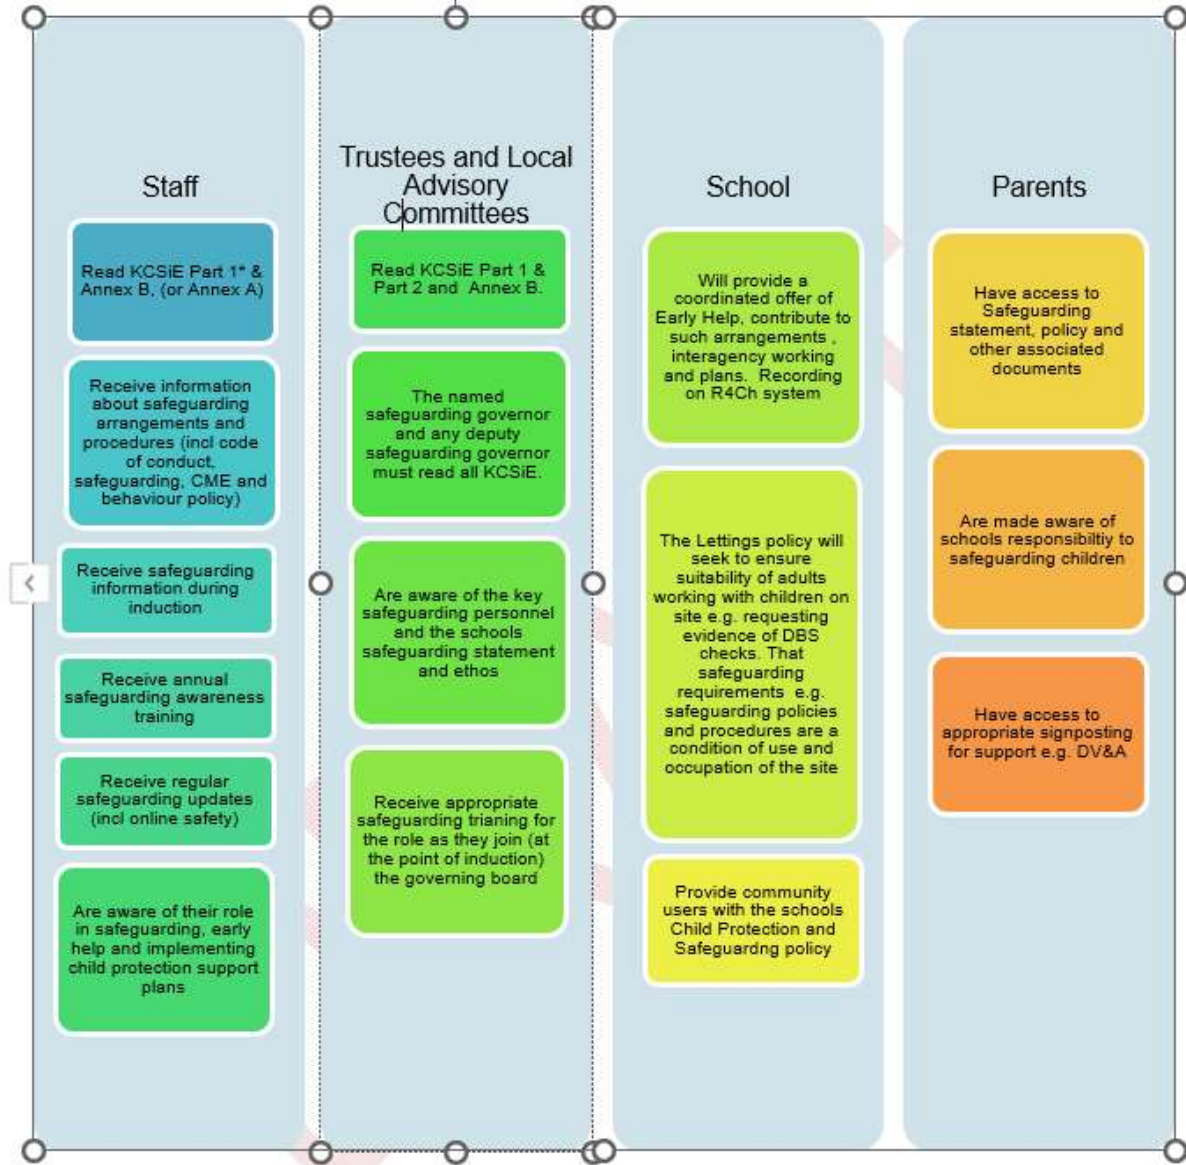 Staff
Read KCSiE Part 1* &
Annex B, (or Annex A)
Receive information
about safeguarding
arrangements and
procedures (incl code
of conduct,
safeguarding, CME and
behaviour policy)
Receive safeguarding
information during
induction
Receive annual
safeguarding awareness
training
Receive regular
safeguarding updates
(incl online safety)
Are aware of their role
in safeguarding, early
help and implementing
child protection support
plans
Trustees and Local
Advisory
Committees
Read KCSiE Part 1 &
Part 2 and Annex B.
The named
safeguarding governor
and any deputy
safeguarding governor
must read all KCSiE.
Are aware of the key
safeguarding personnel
and the schools
safeguarding statement
and ethos
Receive appropriate
safeguarding trianing for
the role as they join (at
the point of induction)
the governing board
School
Will provide a
coordinated offer of
Early Help, contribute to
such arrangements ,
interagency working
and plans. Recording
on R4Ch system
The Lettings policy will
seek to ensure
suitability of adults
working with children on
site e.g. requesting
evidence of DBS
checks. That
safeguarding
requirements e.g.
safeguarding policies
and procedures are a
condition of use and
occupation of the site
Provide community
users with the schools
Child Protection and
Safeguardng policy
Parents
Have access to
Safeguarding
statement, policy and
other associated
documents
Are made aware of
schools responsibiltiy to
safeguarding children
Have access to
appropriate signposting
for support e.g. DV&A